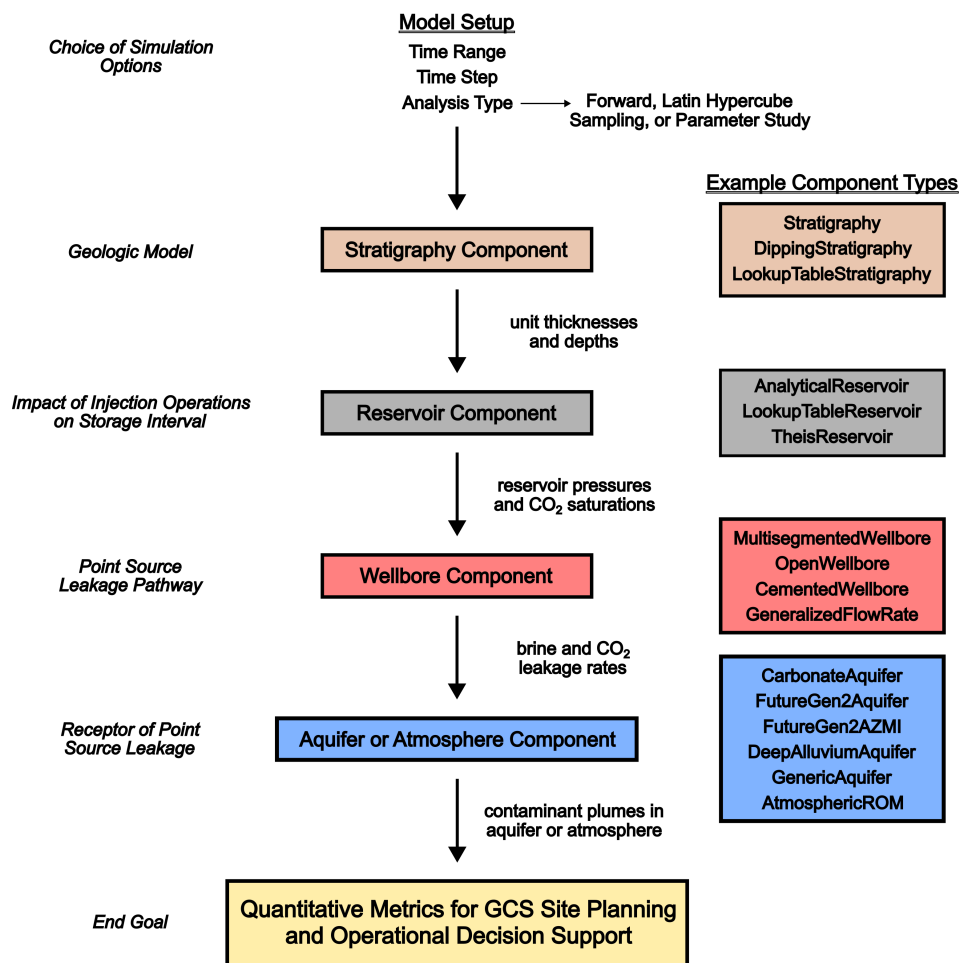 Model Setup
Choice of Simulation
Options
Time Range
Time Step
Analysis Type
Forward, Latin Hypercube
Sampling, or Parameter Study
Example Component Types
Geologic Model
Stratigraphy Component
Stratigraphy
DippingStratigraphy
LookupTableStratigraphy
unit thicknesses
and depths
Impact of Injection Operations
on Storage Interval
Reservoir Component
AnalyticalReservoir
LookupTableReservoir
TheisReservoir
reservoir pressures
and CO₂ saturations
Point Source
Leakage Pathway
Wellbore Component
MultisegmentedWellbore
OpenWellbore
CementedWellbore
GeneralizedFlowRate
brine and CO₂
leakage rates
Receptor of Point
Source Leakage
Aquifer or Atmosphere Component
CarbonateAquifer
FutureGen2Aquifer
FutureGen2AZMI
DeepAlluviumAquifer
GenericAquifer
AtmosphericROM
contaminant plumes in
aquifer or atmosphere
End Goal
Quantitative Metrics for GCS Site Planning
and Operational Decision Support